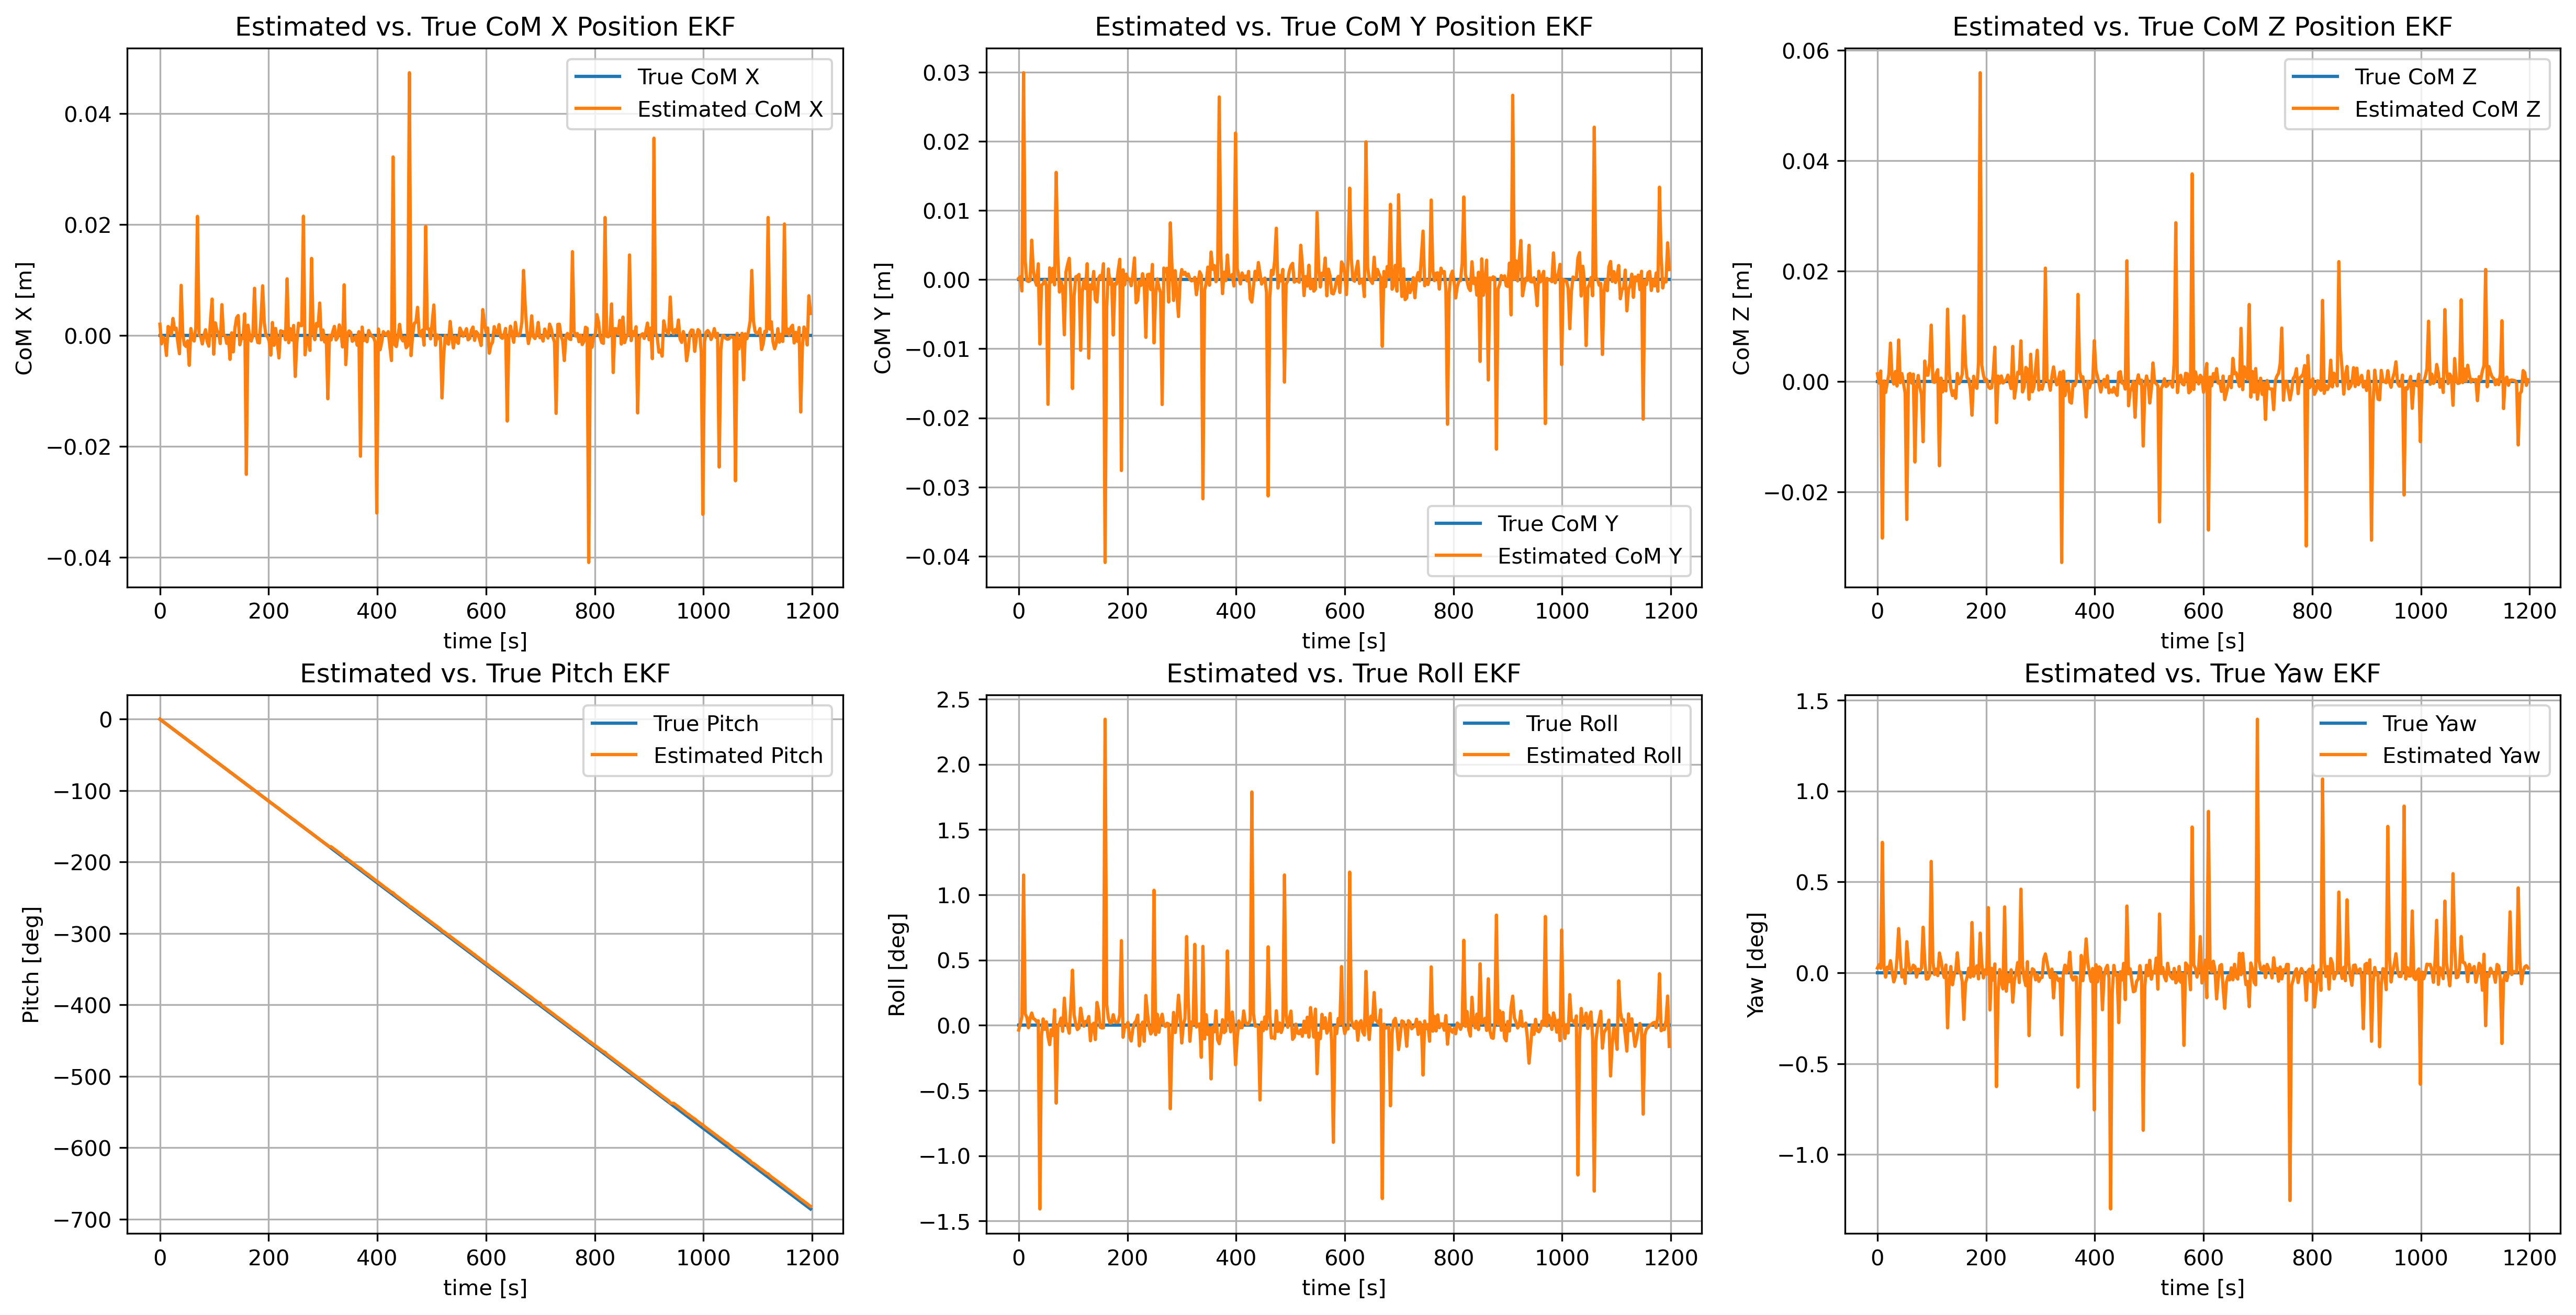 Estimated vs. True CoM X Position EKF
True CoM X
Estimated CoM X
CoM X [m]
0.04
0.02
0.00
−0.02
−0.04
0 200 400 600 800 1000 1200
time [s]
Estimated vs. True CoM Y Position EKF
True CoM Y
Estimated CoM Y
CoM Y [m]
0.03
0.02
0.01
0.00
−0.01
−0.02
−0.03
−0.04
0 200 400 600 800 1000 1200
time [s]
Estimated vs. True CoM Z Position EKF
True CoM Z
Estimated CoM Z
CoM Z [m]
0.06
0.04
0.02
0.00
−0.02
0 200 400 600 800 1000 1200
time [s]
Estimated vs. True Pitch EKF
True Pitch
Estimated Pitch
Pitch [deg]
0
−100
−200
−300
−400
−500
−600
−700
0 200 400 600 800 1000 1200
time [s]
Estimated vs. True Roll EKF
True Roll
Estimated Roll
Roll [deg]
2.5
2.0
1.5
1.0
0.5
0.0
−0.5
−1.0
−1.5
0 200 400 600 800 1000 1200
time [s]
Estimated vs. True Yaw EKF
True Yaw
Estimated Yaw
Yaw [deg]
1.5
1.0
0.5
0.0
−0.5
−1.0
0 200 400 600 800 1000 1200
time [s]